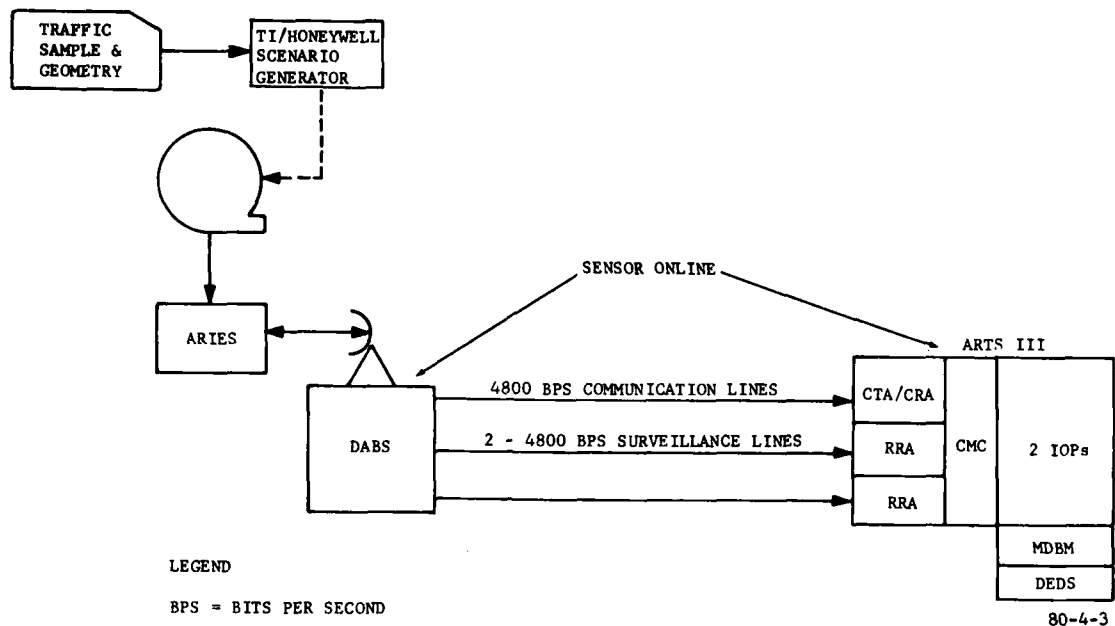 TRAFFIC
SAMPLE &
GEOMETRY
TI/HONEYWELL
SCENARIO
GENERATOR
SENSOR ONLINE
ARIES
ARTS III
DABS
4800 BPS COMMUNICATION LINES
2 - 4800 BPS SURVEILLANCE LINES
CTA/CRA
RRA
RRA
CMC
2 IOPs
MDBM
DEDS
LEGEND
BPS = BITS PER SECOND
80-4-3